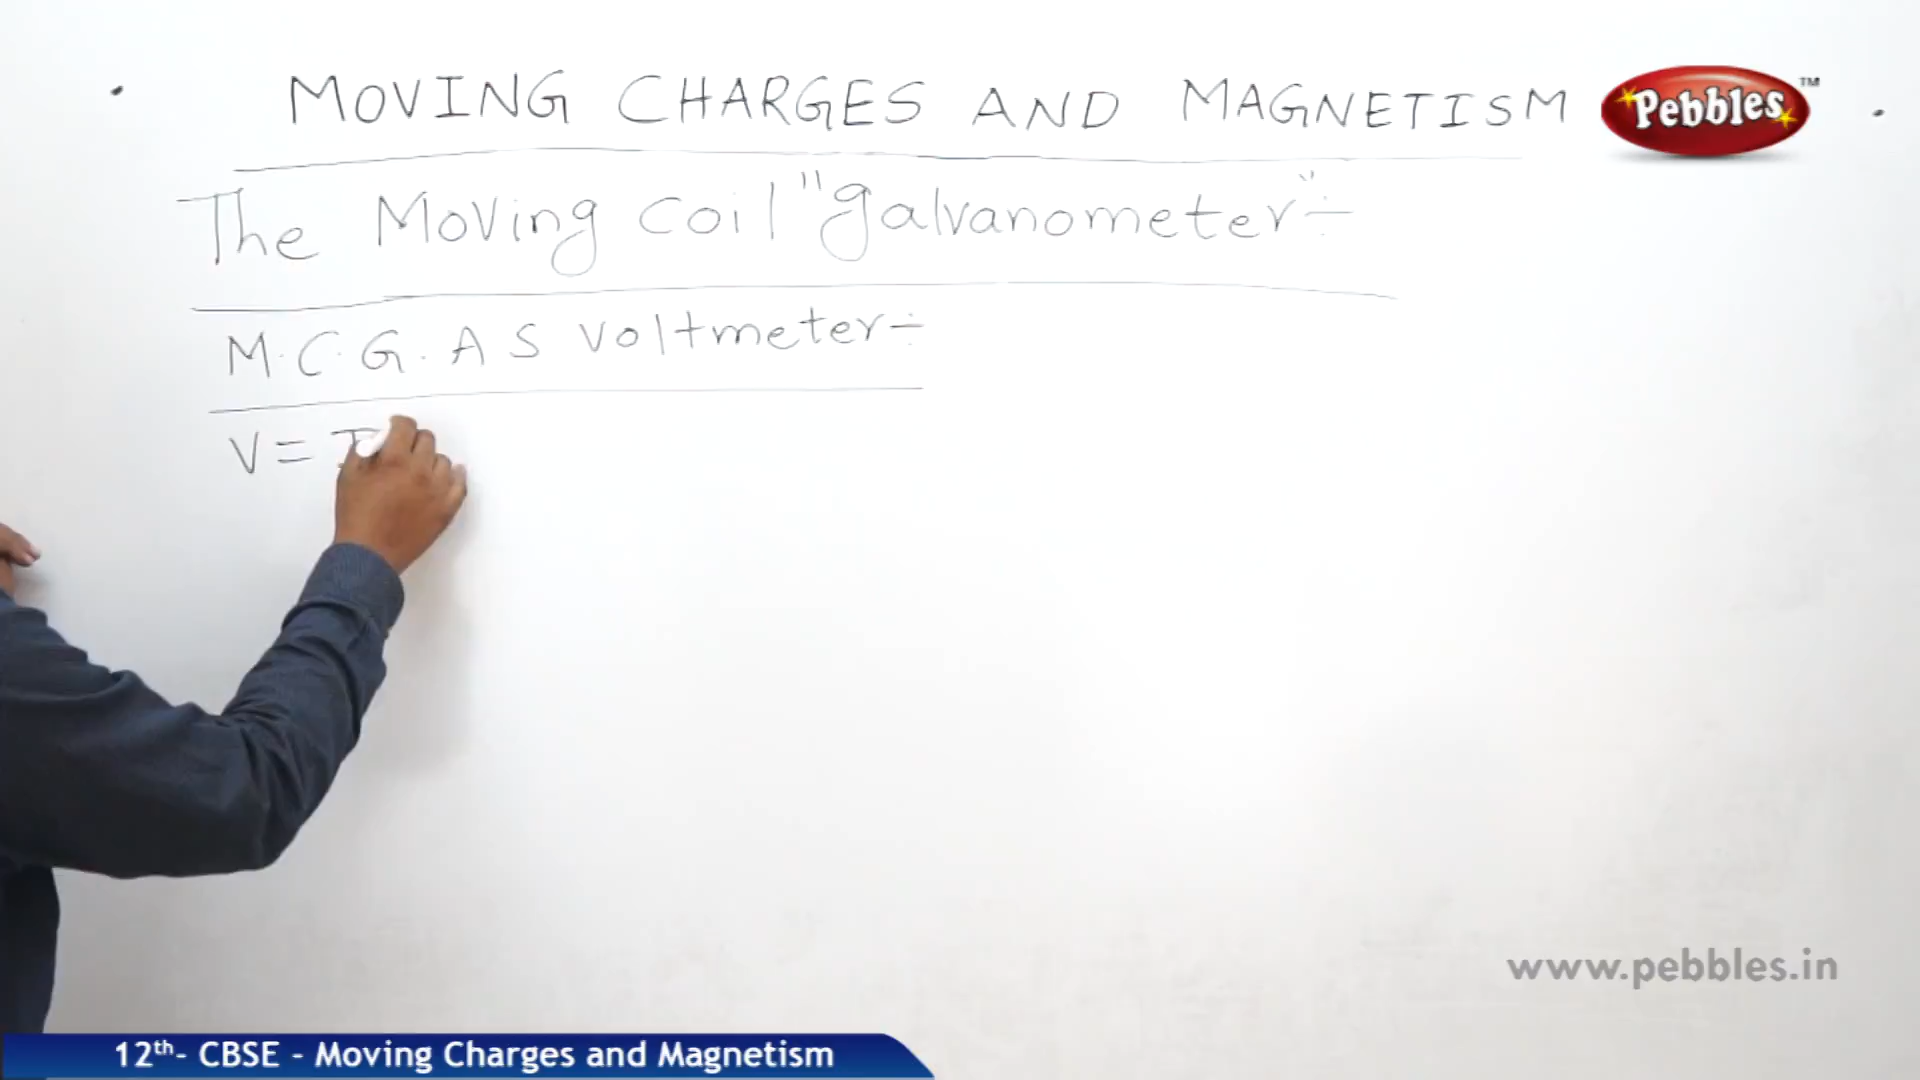 MOVING CHARGES AND MAGNETISM
Pebbles™
The Moving coil "galvanometer" ÷
M.C.G. AS voltmeter ÷
V = I
www.pebbles.in
12th- CBSE - Moving Charges and Magnetism